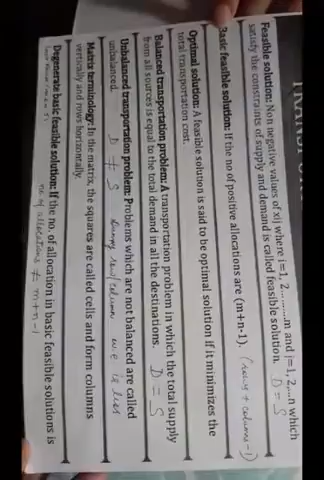 TRANSPOR
Feasible solution: Non negative values of xij where i=1, 2..........m and j=1, 2,...n which
satisfy the constraints of supply and demand is called feasible solution. D = S
Basic feasible solution: If the no of positive allocations are (m+n-1). (rows + columns - 1)
Optimal solution: A feasible solution is said to be optimal solution if it minimizes the
total transportation cost.
Balanced transportation problem: A transportation problem in which the total supply
from all sources is equal to the total demand in all the destinations. D = S
Unbalanced transportation problem: Problems which are not balanced are called
unbalanced. D ≠ S
Matrix terminology: In the matrix, the squares are called cells and form columns
vertically and rows horizontally.
Degenerate basic feasible solution: If the no. of allocation in basic feasible solutions is
no of allocations ≠ m+n-1